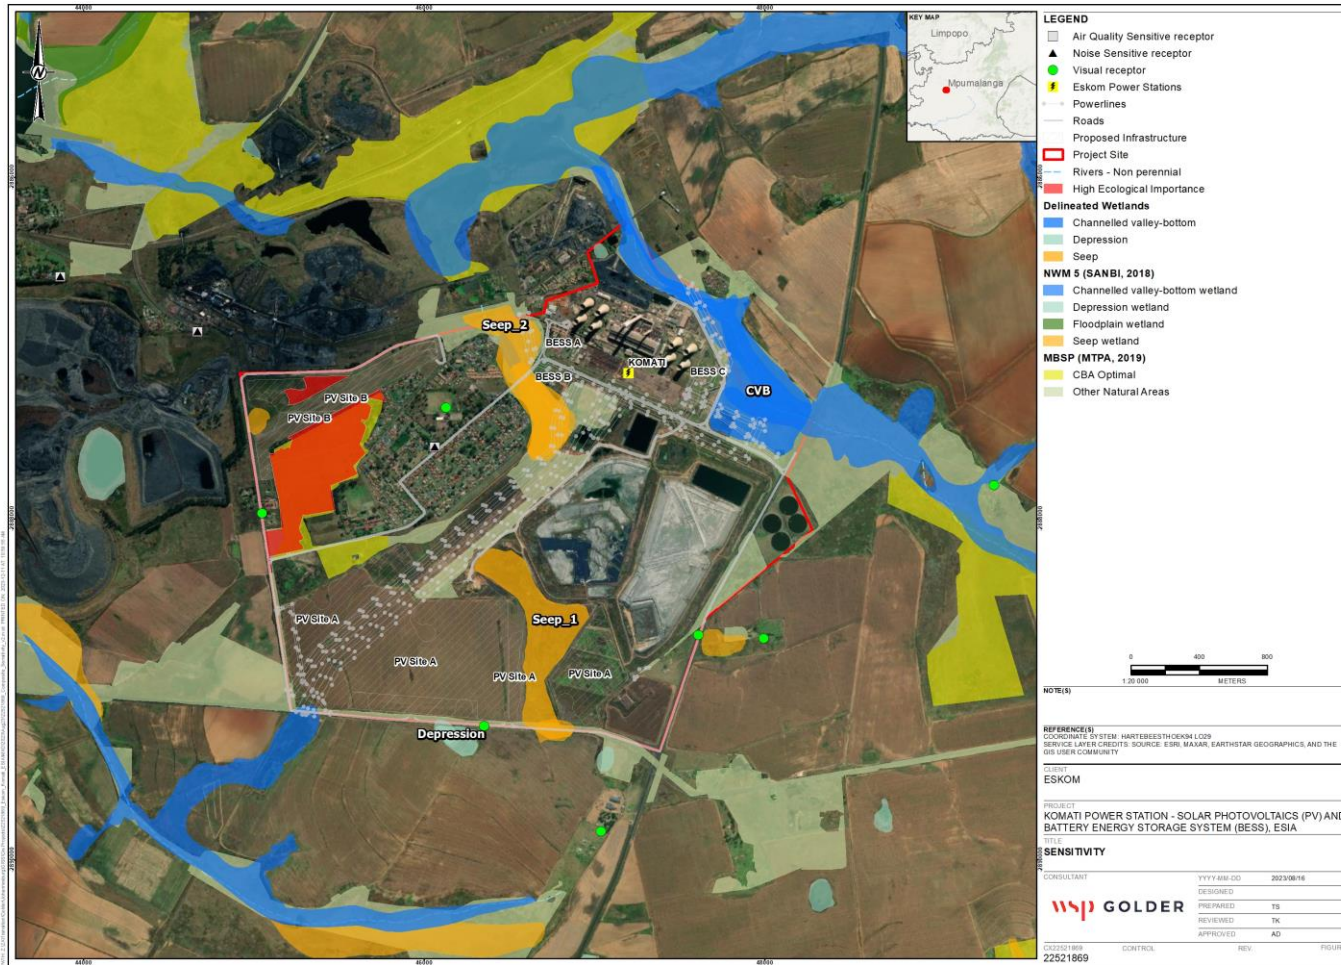 KEY MAP
Limpopo
Mpumalanga
N
44000
46000
48000
Seep_2
BESS A
BESS B
KOMATI
BESS C
CVB
PV Site B
PV Site B
PV Site A
Seep_1
PV Site A
PV Site A
PV Site A
Depression
44000
46000
48000
LEGEND
Air Quality Sensitive receptor
Noise Sensitive receptor
Visual receptor
Eskom Power Stations
Powerlines
Roads
Proposed Infrastructure
Project Site
Rivers - Non perennial
High Ecological Importance
Delineated Wetlands
Channelled valley-bottom
Depression
Seep
NWM 5 (SANBI, 2018)
Channelled valley-bottom wetland
Depression wetland
Floodplain wetland
Seep wetland
MBSP (MTPA, 2019)
CBA Optimal
Other Natural Areas
0 400 800
1:20 000 METERS
NOTE(S)
REFERENCE(S)
COORDINATE SYSTEM: HARTEBEESTHOEK94 LO29
SERVICE LAYER CREDITS: SOURCE: ESRI, MAXAR, EARTHSTAR GEOGRAPHICS, AND THE
GIS USER COMMUNITY
CLIENT
ESKOM
PROJECT
KOMATI POWER STATION - SOLAR PHOTOVOLTAICS (PV) AND
BATTERY ENERGY STORAGE SYSTEM (BESS), ESIA
TITLE
SENSITIVITY
CONSULTANT
wsp GOLDER
YYYY-MM-DD 2023/08/16
DESIGNED
PREPARED TS
REVIEWED TK
APPROVED AD
CONTROL REV. FIGURE
22521869